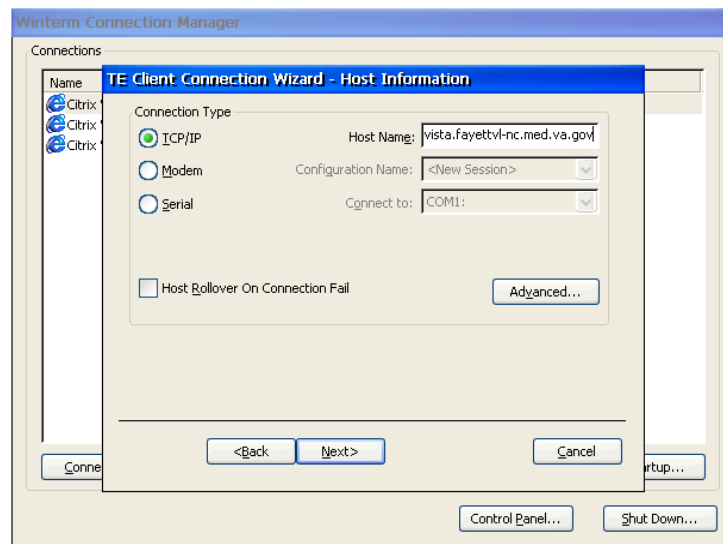 Winterm Connection Manager
Connections
Name
TE Client Connection Wizard - Host Information
Citrix
Citrix
Citrix
Connection Type
TCP/IP
Host Name:
vista.fayettvl-nc.med.va.gov
Modem
Configuration Name:
<New Session>
Serial
Connect to:
COM1:
Host Rollover On Connection Fail
Advanced...
<Back
Next>
Cancel
Conne
rtup...
Control Panel...
Shut Down...